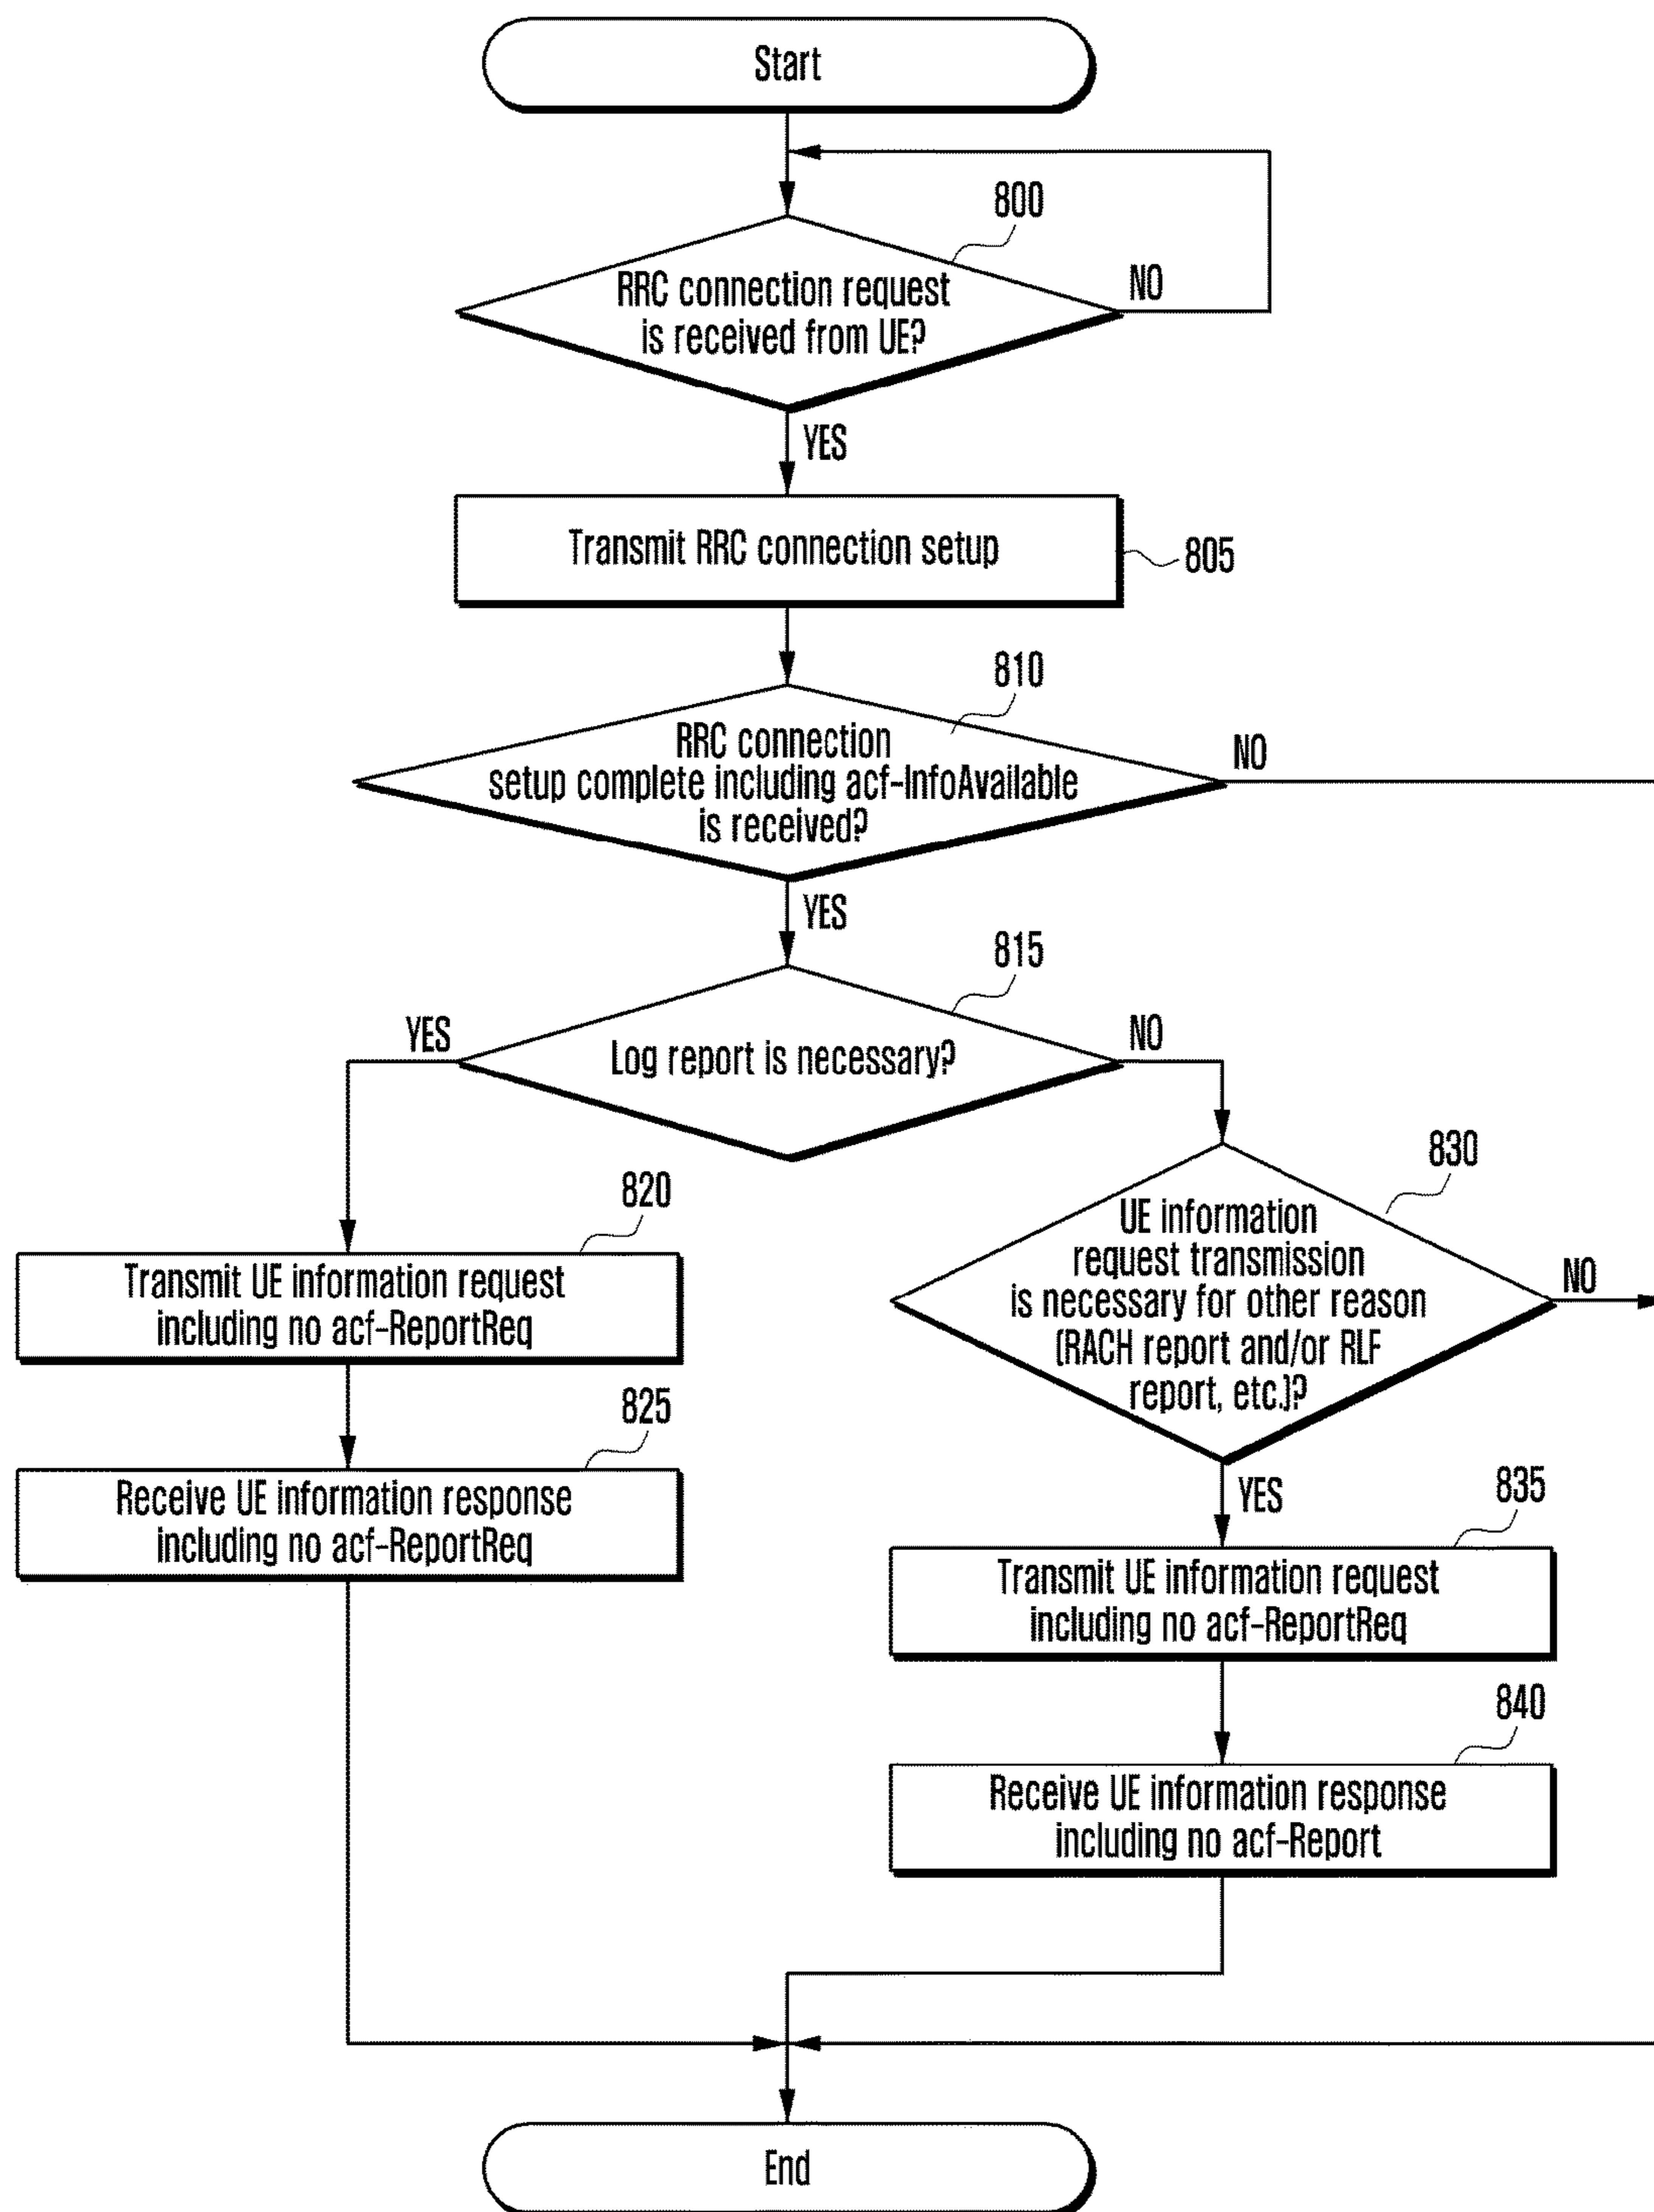 Start
800
RRC connection request
is received from UE?
NO
YES
Transmit RRC connection setup
805
810
RRC connection
setup complete including acf-InfoAvailable
is received?
NO
YES
815
Log report is necessary?
YES
NO
820
Transmit UE information request
including no acf-ReportReq
825
Receive UE information response
including no acf-ReportReq
830
UE information
request transmission
is necessary for other reason
(RACH report and/or RLF
report, etc.)?
NO
YES
835
Transmit UE information request
including no acf-ReportReq
840
Receive UE information response
including no acf-Report
End